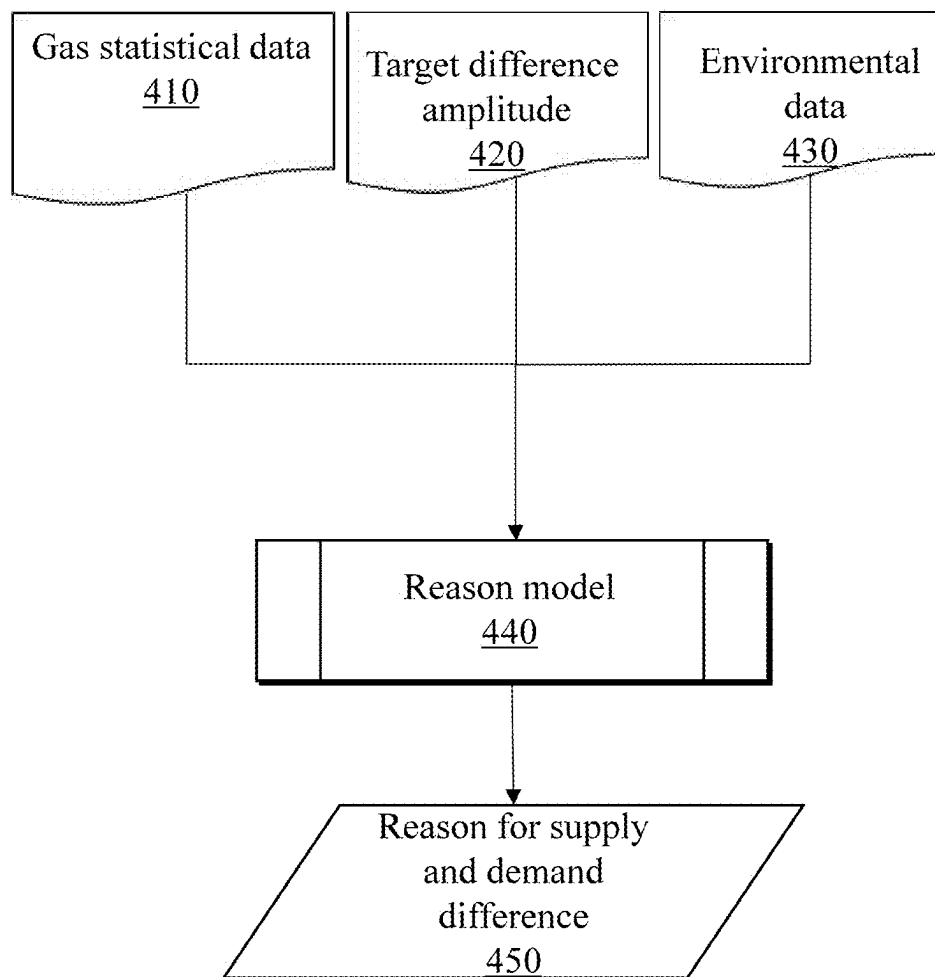 Gas statistical data
410
Target difference
amplitude
420
Environmental
data
430
Reason model
440
Reason for supply
and demand
difference
450